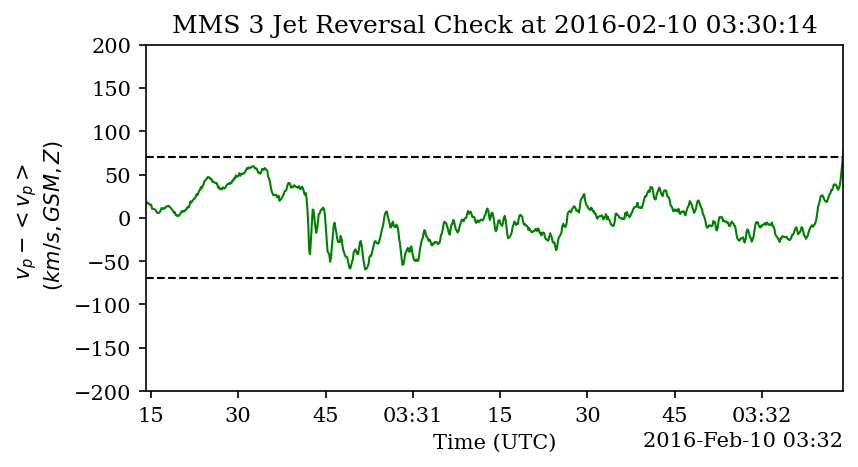 MMS 3 Jet Reversal Check at 2016-02-10 03:30:14
v_p − < v_p >
(km/s, GSM, Z)
200
150
100
50
0
−50
−100
−150
−200
15 30 45 03:31 15 30 45 03:32
Time (UTC)
2016-Feb-10 03:32